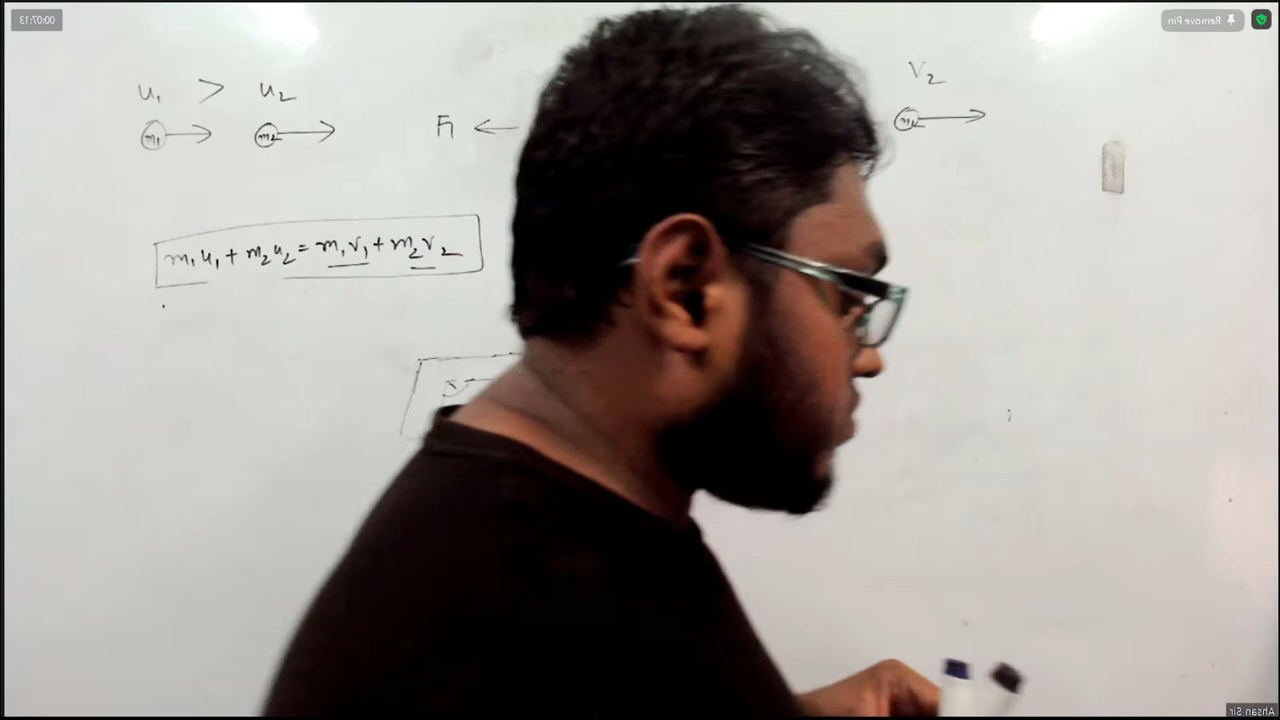 00:07:13
Remove Pin
u₁ > u₂
v₂
m₁
m₂
F₁
m₂
m₁u₁ + m₂u₂ = m₁v₁ + m₂v₂
Ahsan Sir